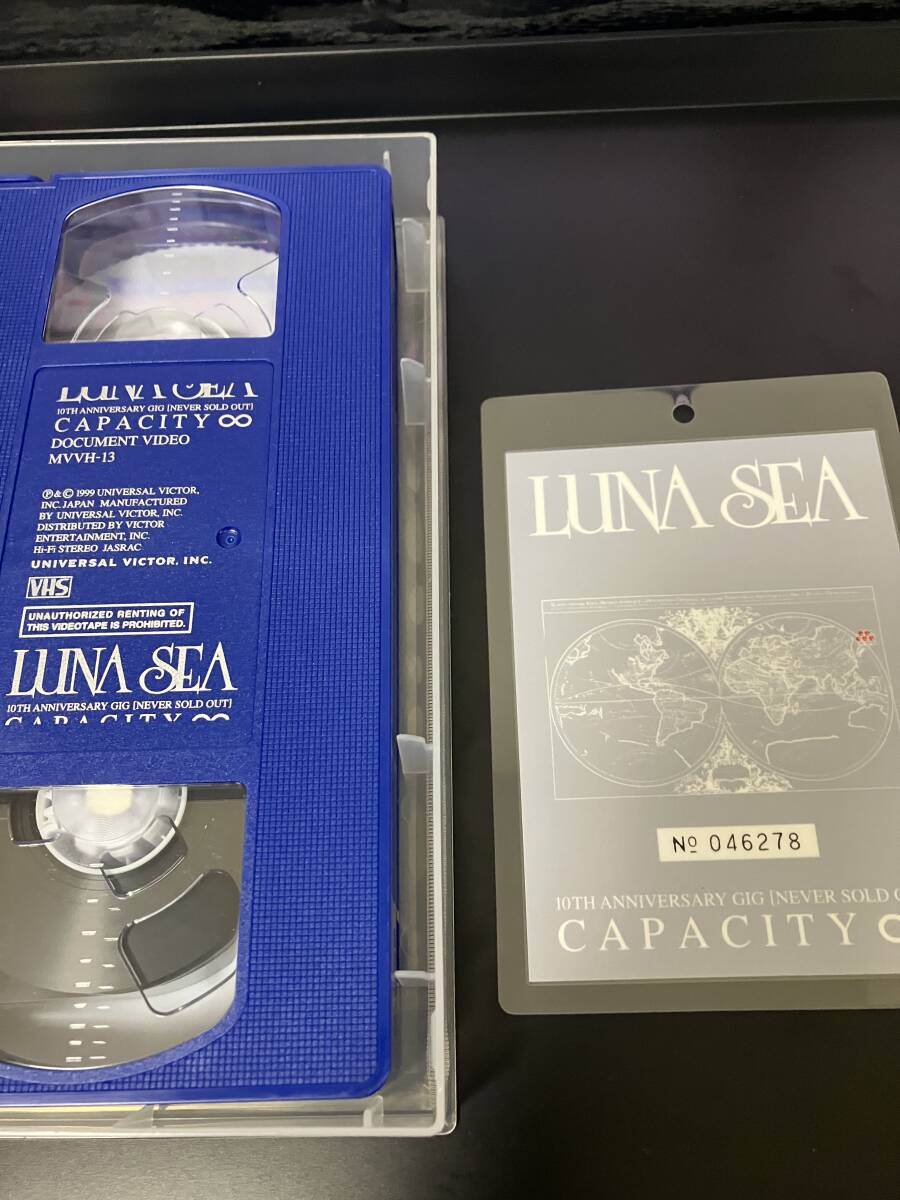 LUNA SEA
10TH ANNIVERSARY GIG [NEVER SOLD OUT]
CAPACITY ∞
DOCUMENT VIDEO
MVVH-13
℗&© 1999 UNIVERSAL VICTOR,
INC. JAPAN MANUFACTURED
BY UNIVERSAL VICTOR, INC.
DISTRIBUTED BY VICTOR
ENTERTAINMENT, INC.
Hi-Fi STEREO JASRAC
UNIVERSAL VICTOR, INC.
VHS
UNAUTHORIZED RENTING OF
THIS VIDEOTAPE IS PROHIBITED.
LUNA SEA
10TH ANNIVERSARY GIG [NEVER SOLD OUT]
CAPACITY ∞
LUNA SEA
Nº 046278
10TH ANNIVERSARY GIG [NEVER SOLD O
CAPACITY ∞